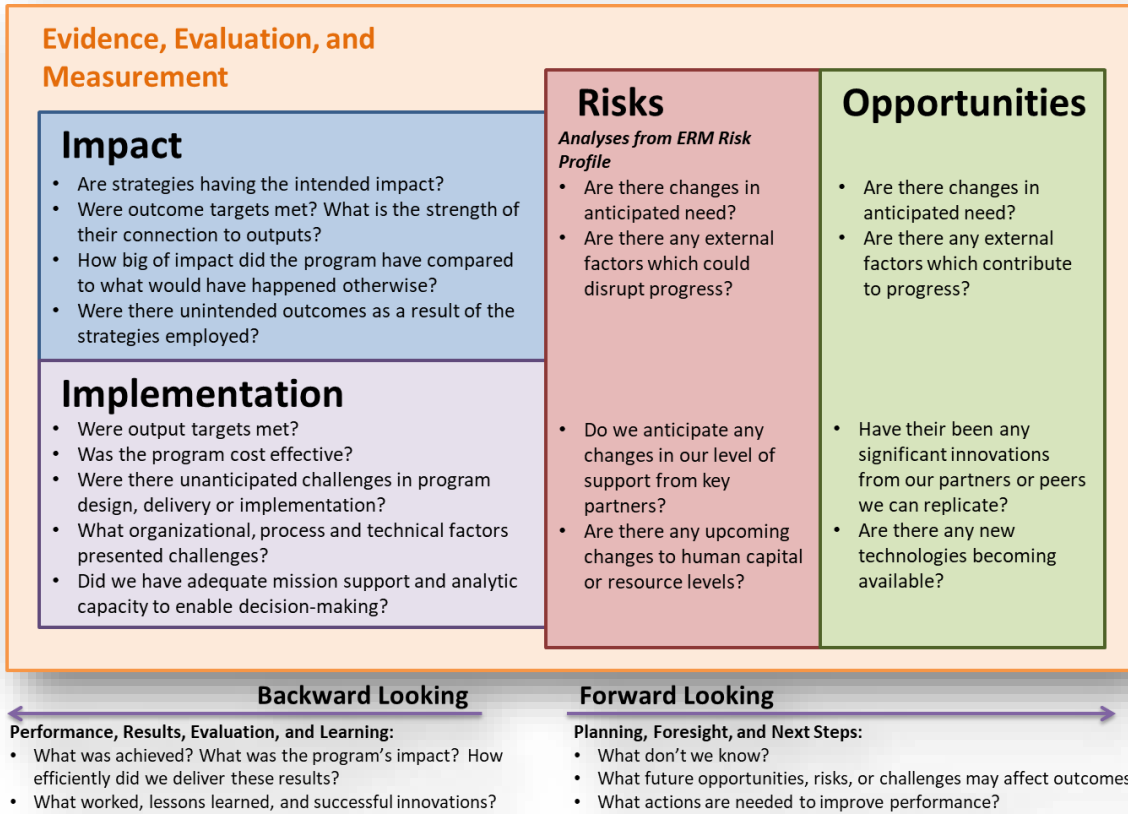 Evidence, Evaluation, and
Measurement
Impact
• Are strategies having the intended impact?
• Were outcome targets met? What is the strength of
their connection to outputs?
• How big of impact did the program have compared
to what would have happened otherwise?
• Were there unintended outcomes as a result of the
strategies employed?
Implementation
• Were output targets met?
• Was the program cost effective?
• Were there unanticipated challenges in program
design, delivery or implementation?
• What organizational, process and technical factors
presented challenges?
• Did we have adequate mission support and analytic
capacity to enable decision-making?
Risks
Analyses from ERM Risk
Profile
• Are there changes in
anticipated need?
• Are there any external
factors which could
disrupt progress?
• Do we anticipate any
changes in our level of
support from key
partners?
• Are there any upcoming
changes to human capital
or resource levels?
Opportunities
• Are there changes in
anticipated need?
• Are there any external
factors which contribute
to progress?
• Have their been any
significant innovations
from our partners or peers
we can replicate?
• Are there any new
technologies becoming
available?
Backward Looking
Performance, Results, Evaluation, and Learning:
• What was achieved? What was the program's impact? How
efficiently did we deliver these results?
• What worked, lessons learned, and successful innovations?
Forward Looking
Planning, Foresight, and Next Steps:
• What don't we know?
• What future opportunities, risks, or challenges may affect outcomes
• What actions are needed to improve performance?